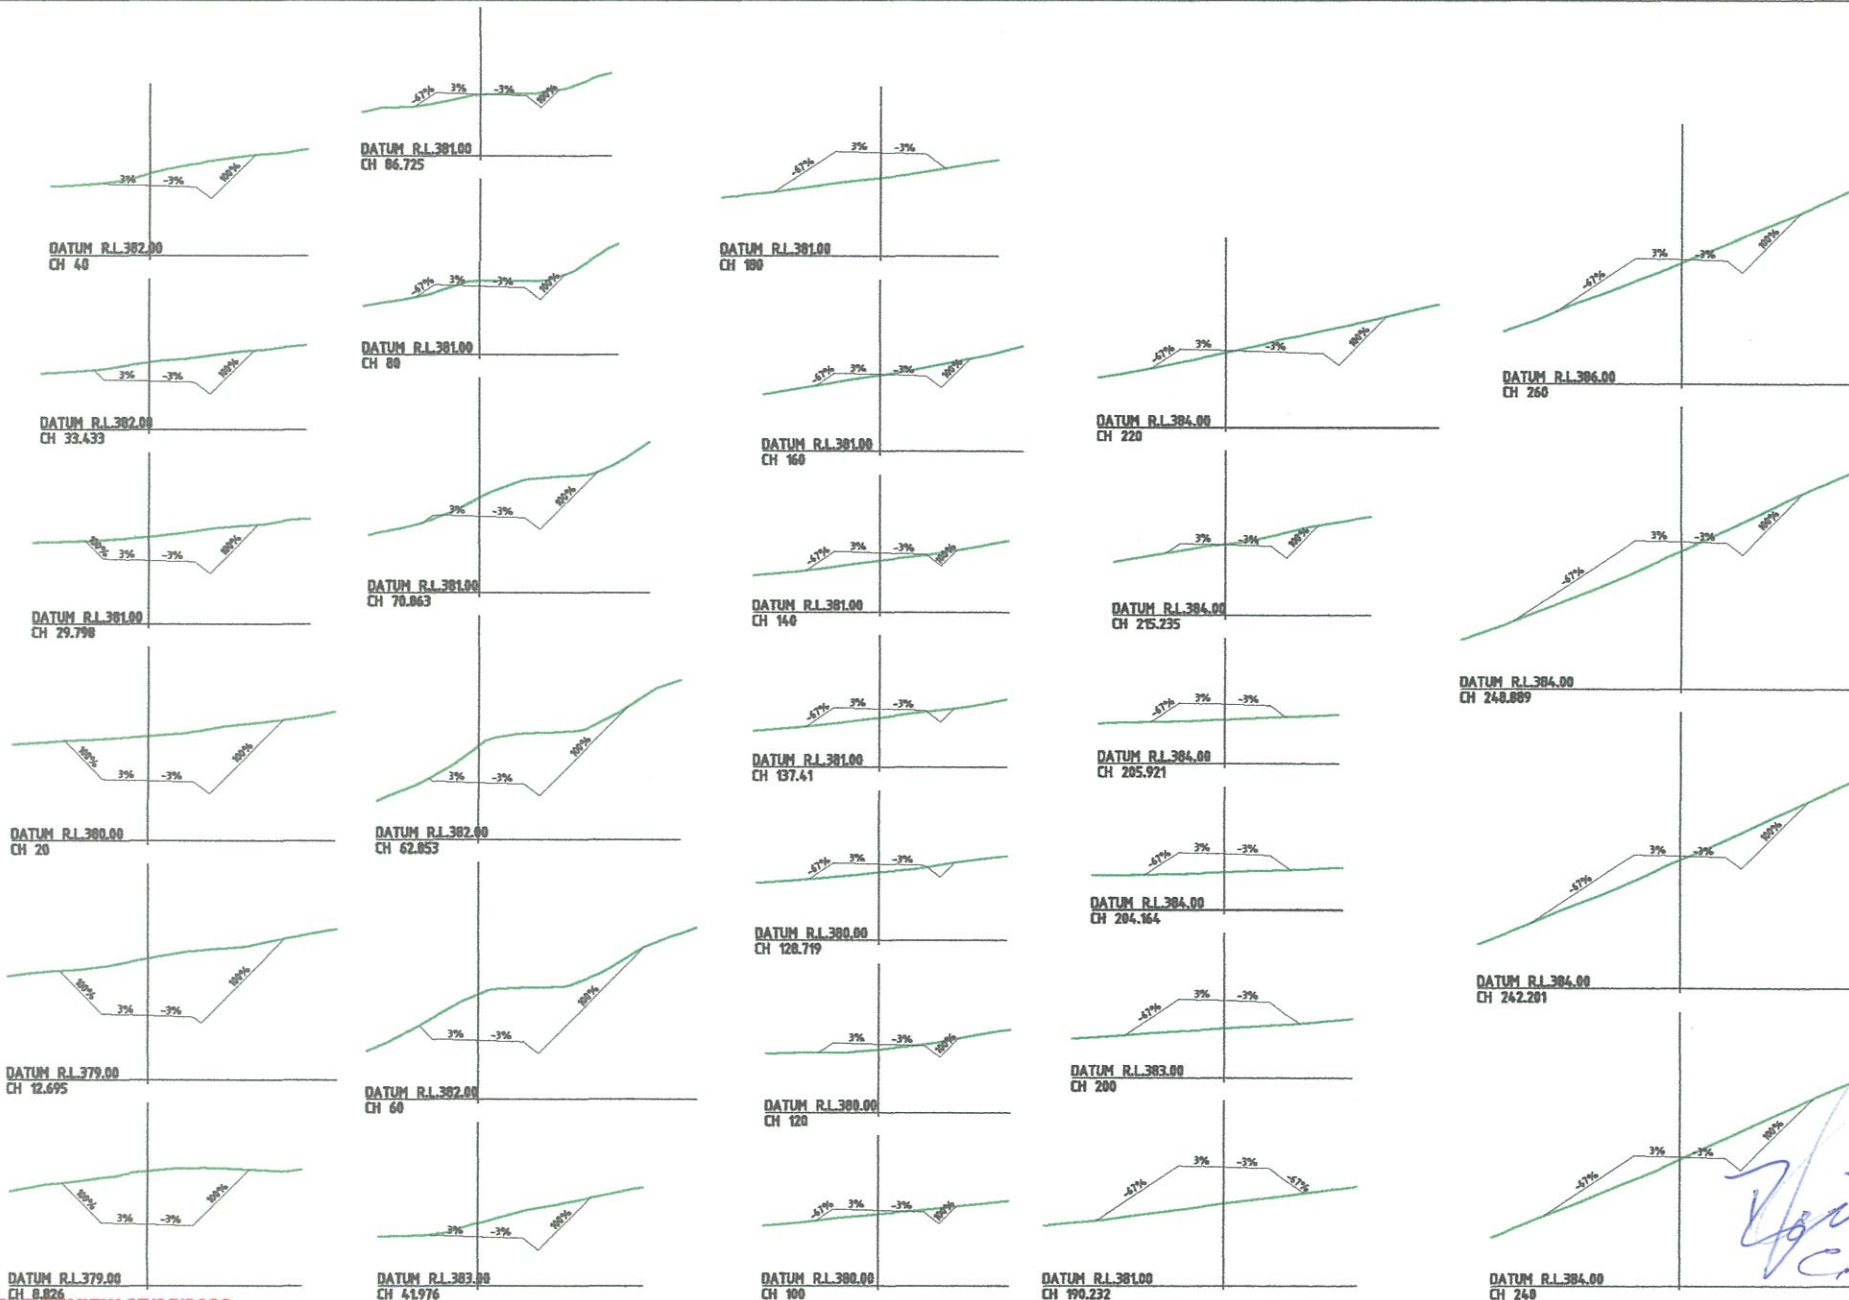 3% -3% 100%
DATUM R.L.382.00
CH 40
3% -3% 100%
DATUM R.L.382.00
CH 33.433
100% 3% -3% 100%
DATUM R.L.381.00
CH 29.798
100% 3% -3% 100%
DATUM R.L.380.00
CH 20
100% 3% -3% 100%
DATUM R.L.379.00
CH 12.695
100% 3% -3% 100%
DATUM R.L.379.00
CH 8.826
-67% 3% -3% 100%
DATUM R.L.381.00
CH 86.725
-67% 3% -3% 100%
DATUM R.L.381.00
CH 80
3% -3% 100%
DATUM R.L.381.00
CH 70.863
3% -3% 100%
DATUM R.L.382.00
CH 62.853
3% -3% 100%
DATUM R.L.382.00
CH 60
3% -3% 100%
DATUM R.L.383.00
CH 41.976
-67% 3% -3%
DATUM R.L.381.00
CH 180
-67% 3% -3% 100%
DATUM R.L.381.00
CH 160
-67% 3% -3% 100%
DATUM R.L.381.00
CH 140
-67% 3% -3%
DATUM R.L.381.00
CH 137.41
-67% 3% -3%
DATUM R.L.380.00
CH 128.719
3% -3% 100%
DATUM R.L.380.00
CH 120
-67% 3% -3% 100%
DATUM R.L.380.00
CH 100
-67% 3% -3% 100%
DATUM R.L.384.00
CH 220
3% -3% 100%
DATUM R.L.384.00
CH 215.235
-67% 3% -3%
DATUM R.L.384.00
CH 205.921
-67% 3% -3%
DATUM R.L.384.00
CH 204.164
-67% 3% -3%
DATUM R.L.383.00
CH 200
-67% 3% -3% -67%
DATUM R.L.381.00
CH 190.232
-67% 3% -3% 100%
DATUM R.L.386.00
CH 260
-67% 3% -3% 100%
DATUM R.L.384.00
CH 248.889
-67% 3% -3% 100%
DATUM R.L.384.00
CH 242.201
-67% 3% -3% 100%
DATUM R.L.384.00
CH 240